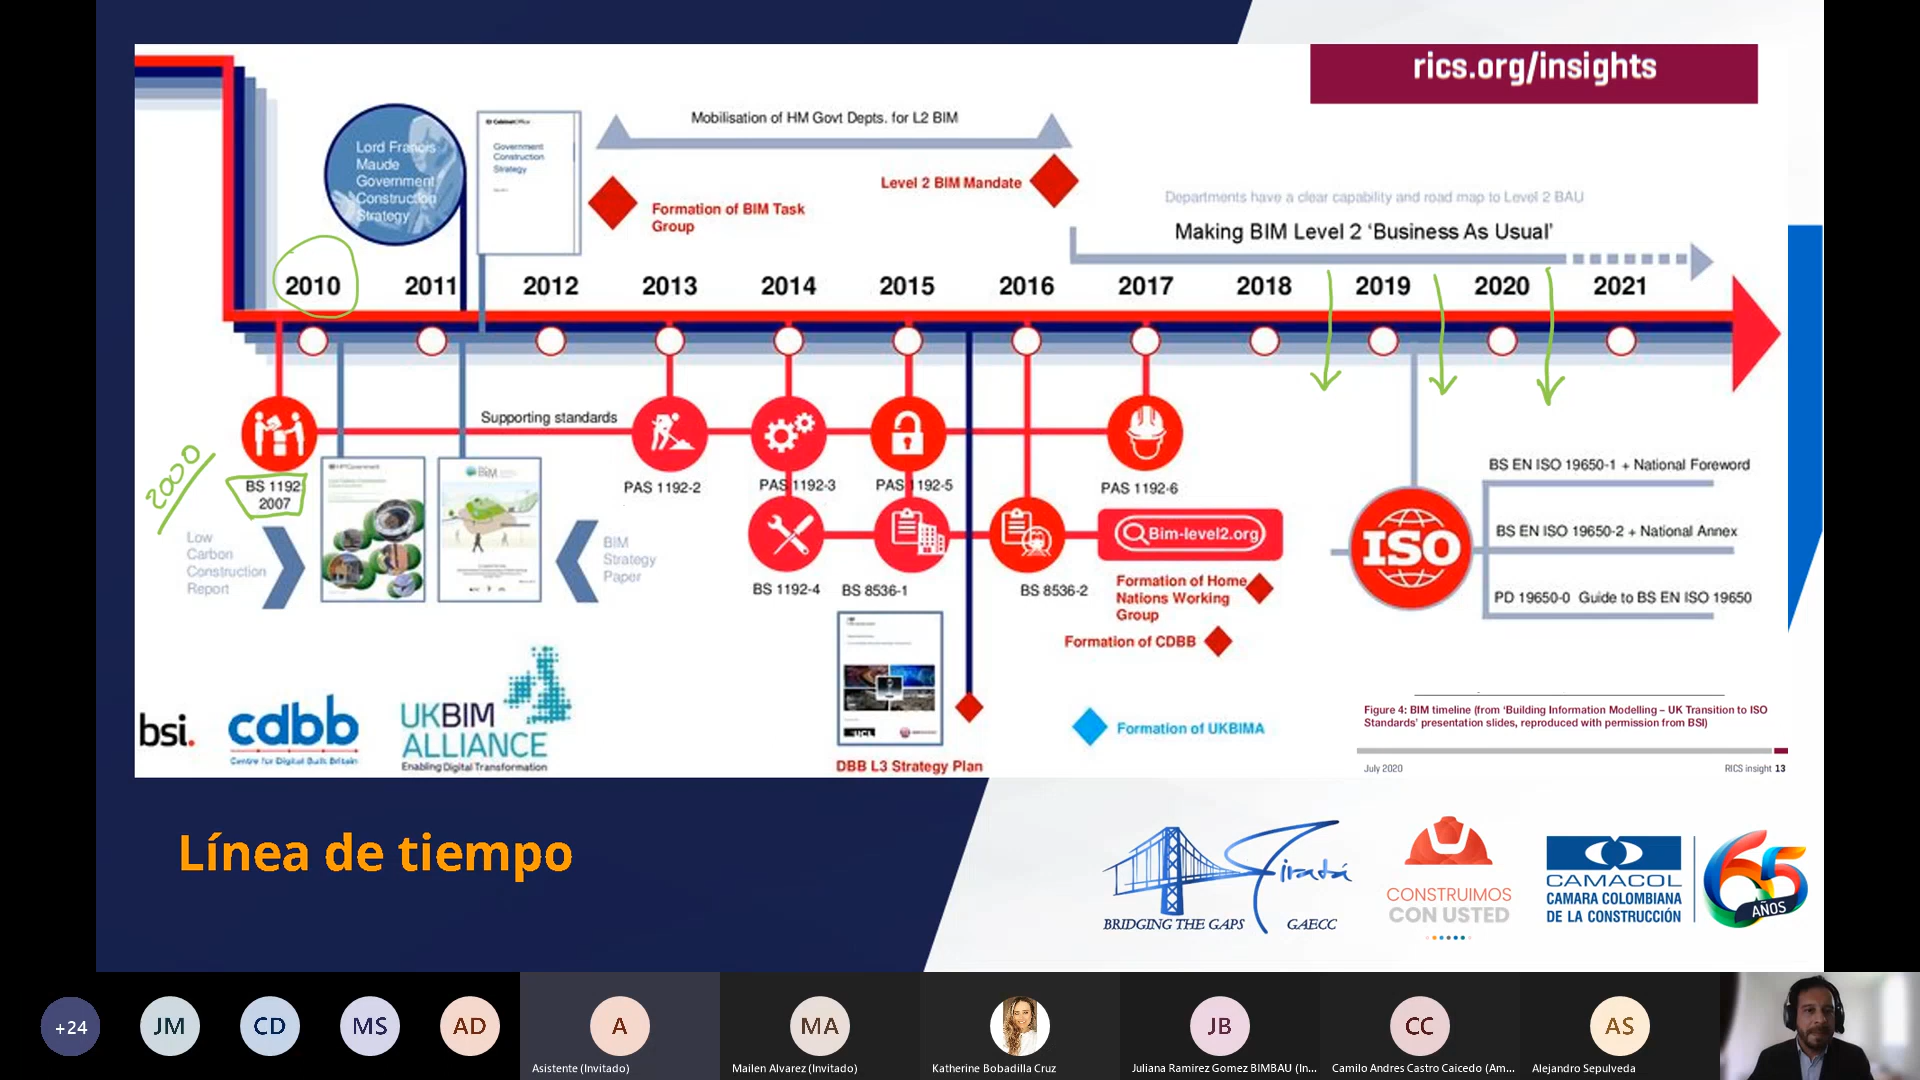 rics.org/insights
Mobilisation of HM Govt Depts. for L2 BIM
Lord Francis
Maude
Government
Construction
Strategy
CabinetOffice
Government
Construction
Strategy
Formation of BIM Task
Group
Level 2 BIM Mandate
Departments have a clear capability and road map to Level 2 BAU
Making BIM Level 2 ‘Business As Usual’
2010 2011 2012 2013 2014 2015 2016 2017 2018 2019 2020 2021
Supporting standards
2000
BS 1192
2007
PAS 1192-2
PAS 1192-3
PAS 1192-5
PAS 1192-6
Low
Carbon
Construction
Report
HM Government
BIM
BIM
Strategy
Paper
BS 1192-4
BS 8536-1
BS 8536-2
Bim-level2.org
Formation of Home
Nations Working
Group
Formation of CDBB
Formation of UKBIMA
ISO
BS EN ISO 19650-1 + National Foreword
BS EN ISO 19650-2 + National Annex
PD 19650-0 Guide to BS EN ISO 19650
UCL
DBB L3 Strategy Plan
bsi.
cdbb
Centre for Digital Built Britain
UKBIM
ALLIANCE
Enabling Digital Transformation
Figure 4: BIM timeline (from ‘Building Information Modelling – UK Transition to ISO
Standards’ presentation slides, reproduced with permission from BSI)
July 2020
RICS insight 13
Línea de tiempo
Giratá
BRIDGING THE GAPS GAECC
CONSTRUIMOS
CON USTED
CAMACOL
CAMARA COLOMBIANA
DE LA CONSTRUCCIÓN
65
AÑOS
+24
JM
CD
MS
AD
A
Asistente (Invitado)
MA
Mailen Alvarez (Invitado)
Katherine Bobadilla Cruz
JB
Juliana Ramirez Gomez BIMBAU (In...
CC
Camilo Andres Castro Caicedo (Am...
AS
Alejandro Sepulveda